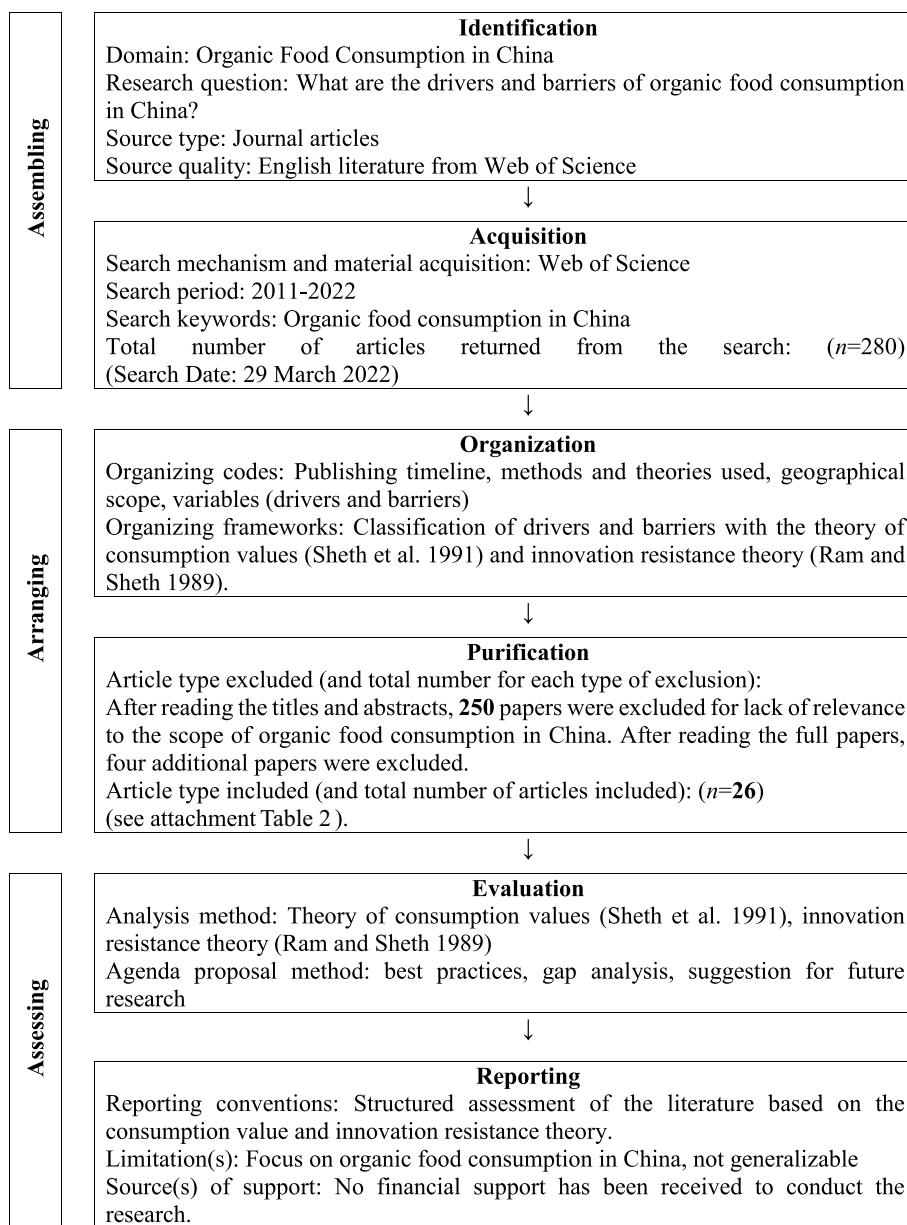 Assembling
Identification
Domain: Organic Food Consumption in China
Research question: What are the drivers and barriers of organic food consumption
in China?
Source type: Journal articles
Source quality: English literature from Web of Science
↓
Acquisition
Search mechanism and material acquisition: Web of Science
Search period: 2011-2022
Search keywords: Organic food consumption in China
Total number of articles returned from the search: (n=280)
(Search Date: 29 March 2022)
↓
Arranging
Organization
Organizing codes: Publishing timeline, methods and theories used, geographical
scope, variables (drivers and barriers)
Organizing frameworks: Classification of drivers and barriers with the theory of
consumption values (Sheth et al. 1991) and innovation resistance theory (Ram and
Sheth 1989).
↓
Purification
Article type excluded (and total number for each type of exclusion):
After reading the titles and abstracts, 250 papers were excluded for lack of relevance
to the scope of organic food consumption in China. After reading the full papers,
four additional papers were excluded.
Article type included (and total number of articles included): (n=26)
(see attachment Table 2 ).
↓
Assessing
Evaluation
Analysis method: Theory of consumption values (Sheth et al. 1991), innovation
resistance theory (Ram and Sheth 1989)
Agenda proposal method: best practices, gap analysis, suggestion for future
research
↓
Reporting
Reporting conventions: Structured assessment of the literature based on the
consumption value and innovation resistance theory.
Limitation(s): Focus on organic food consumption in China, not generalizable
Source(s) of support: No financial support has been received to conduct the
research.